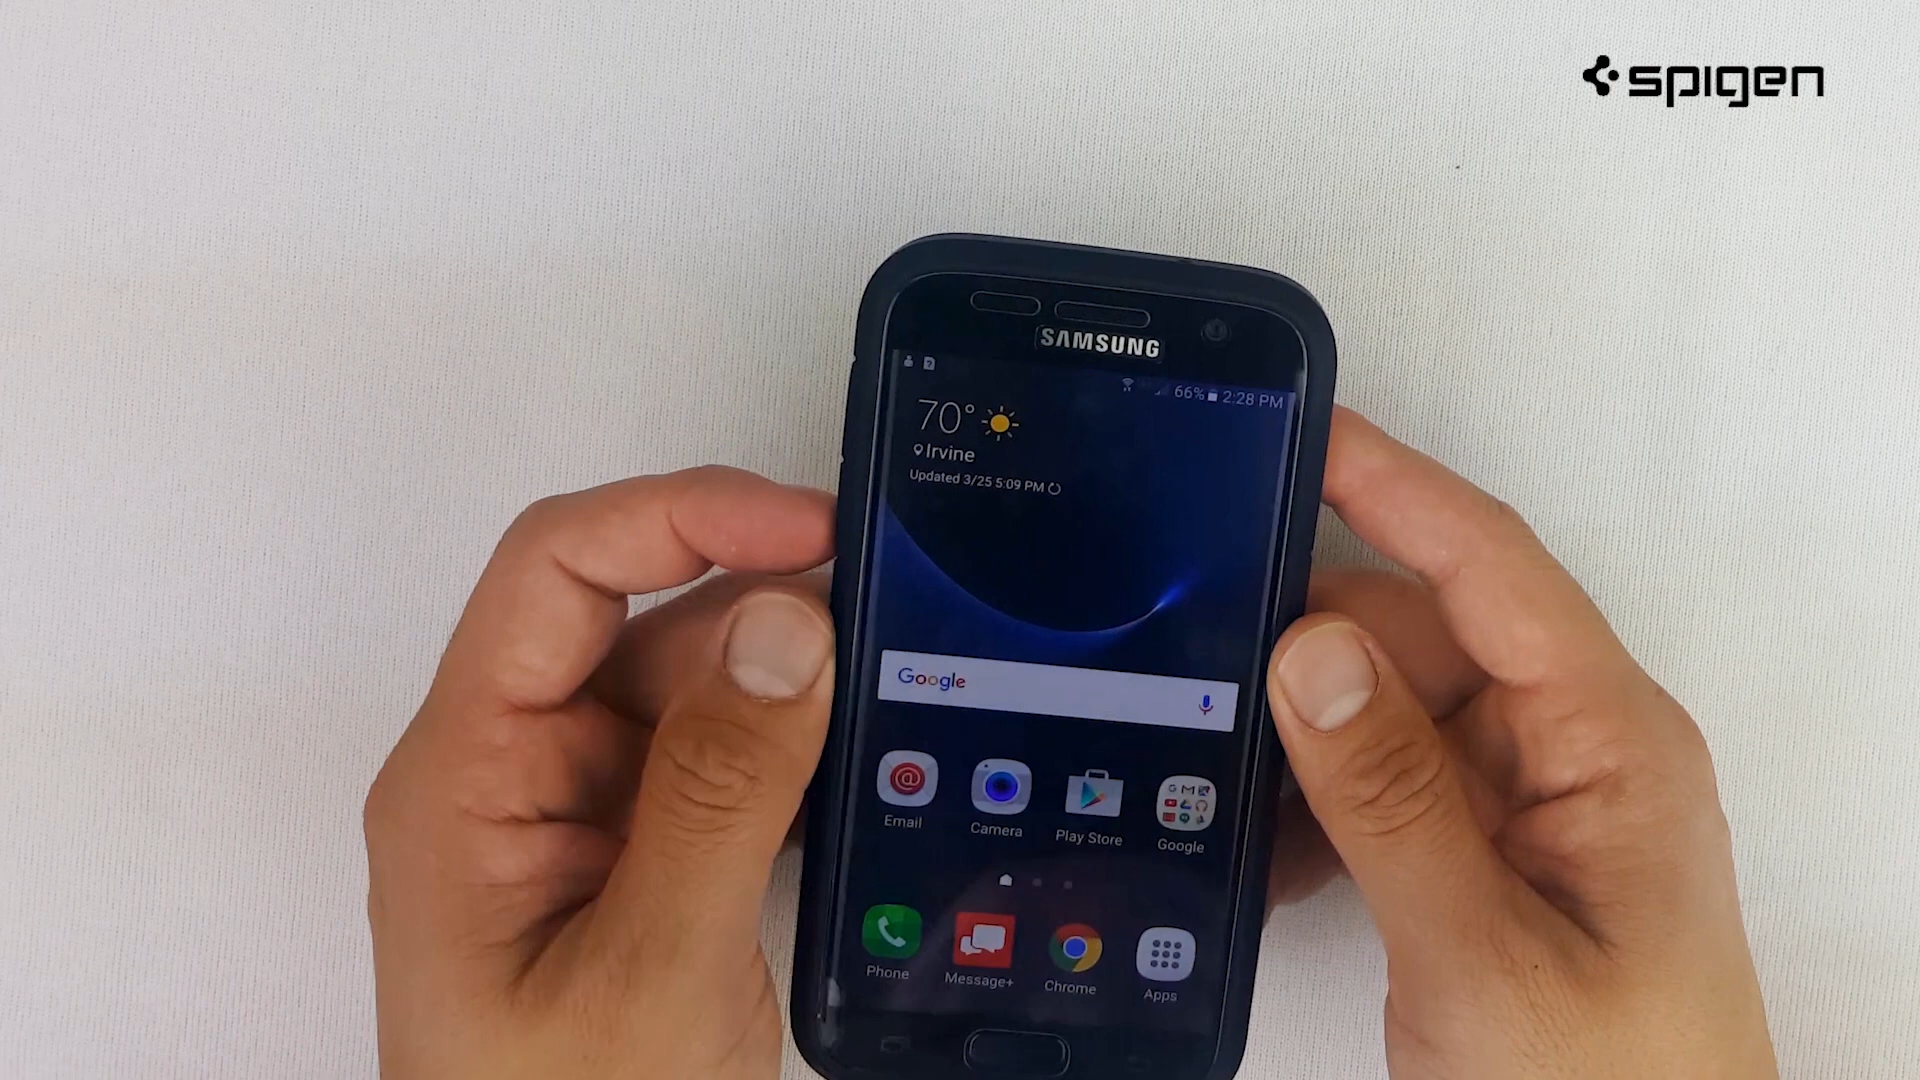 spigen
SAMSUNG
66% 2:28 PM
70°
Irvine
Updated 3/25 5:09 PM
Google
Email
Camera
Play Store
Google
Phone
Message+
Chrome
Apps